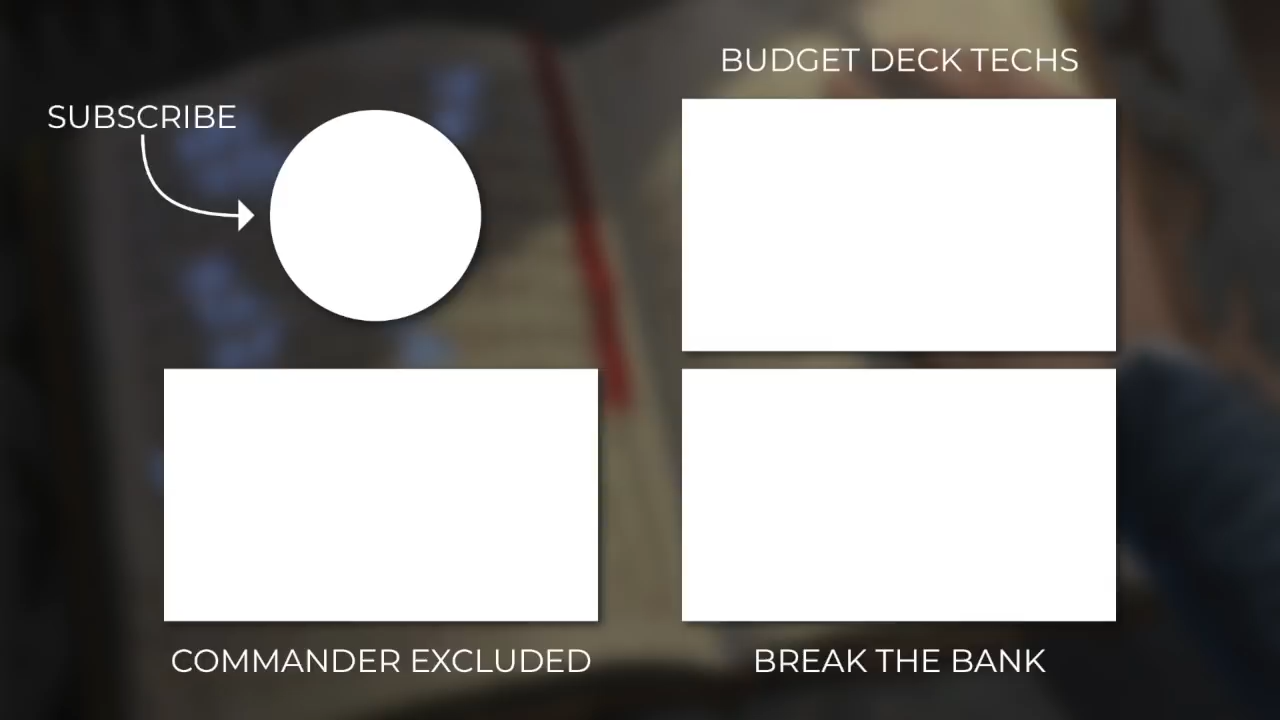 BUDGET DECK TECHS
SUBSCRIBE
COMMANDER EXCLUDED
BREAK THE BANK